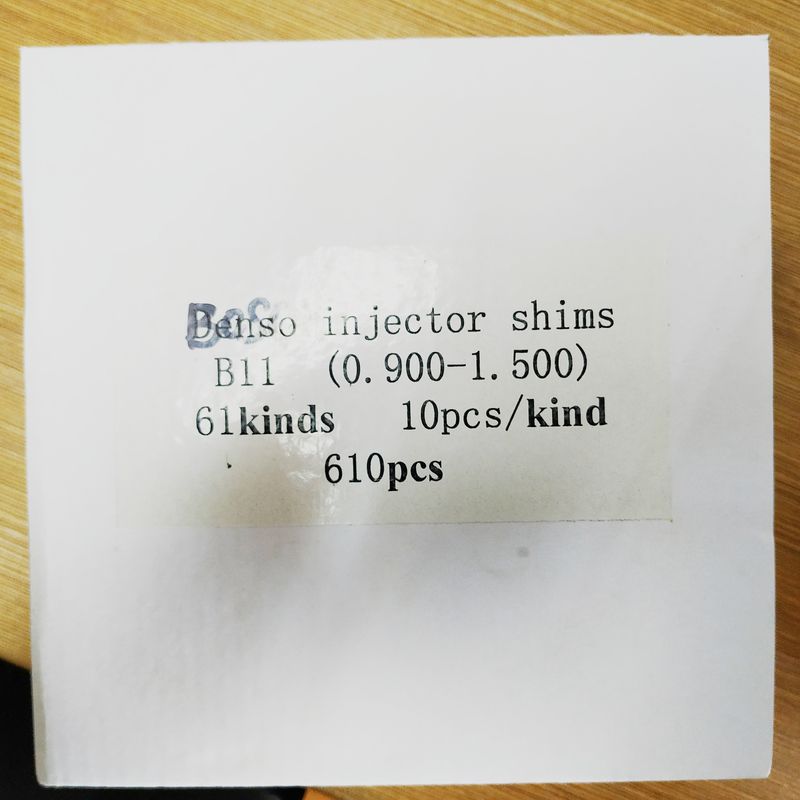 Denso injector shims
B11 (0.900-1.500)
61kinds 10pcs/kind
610pcs